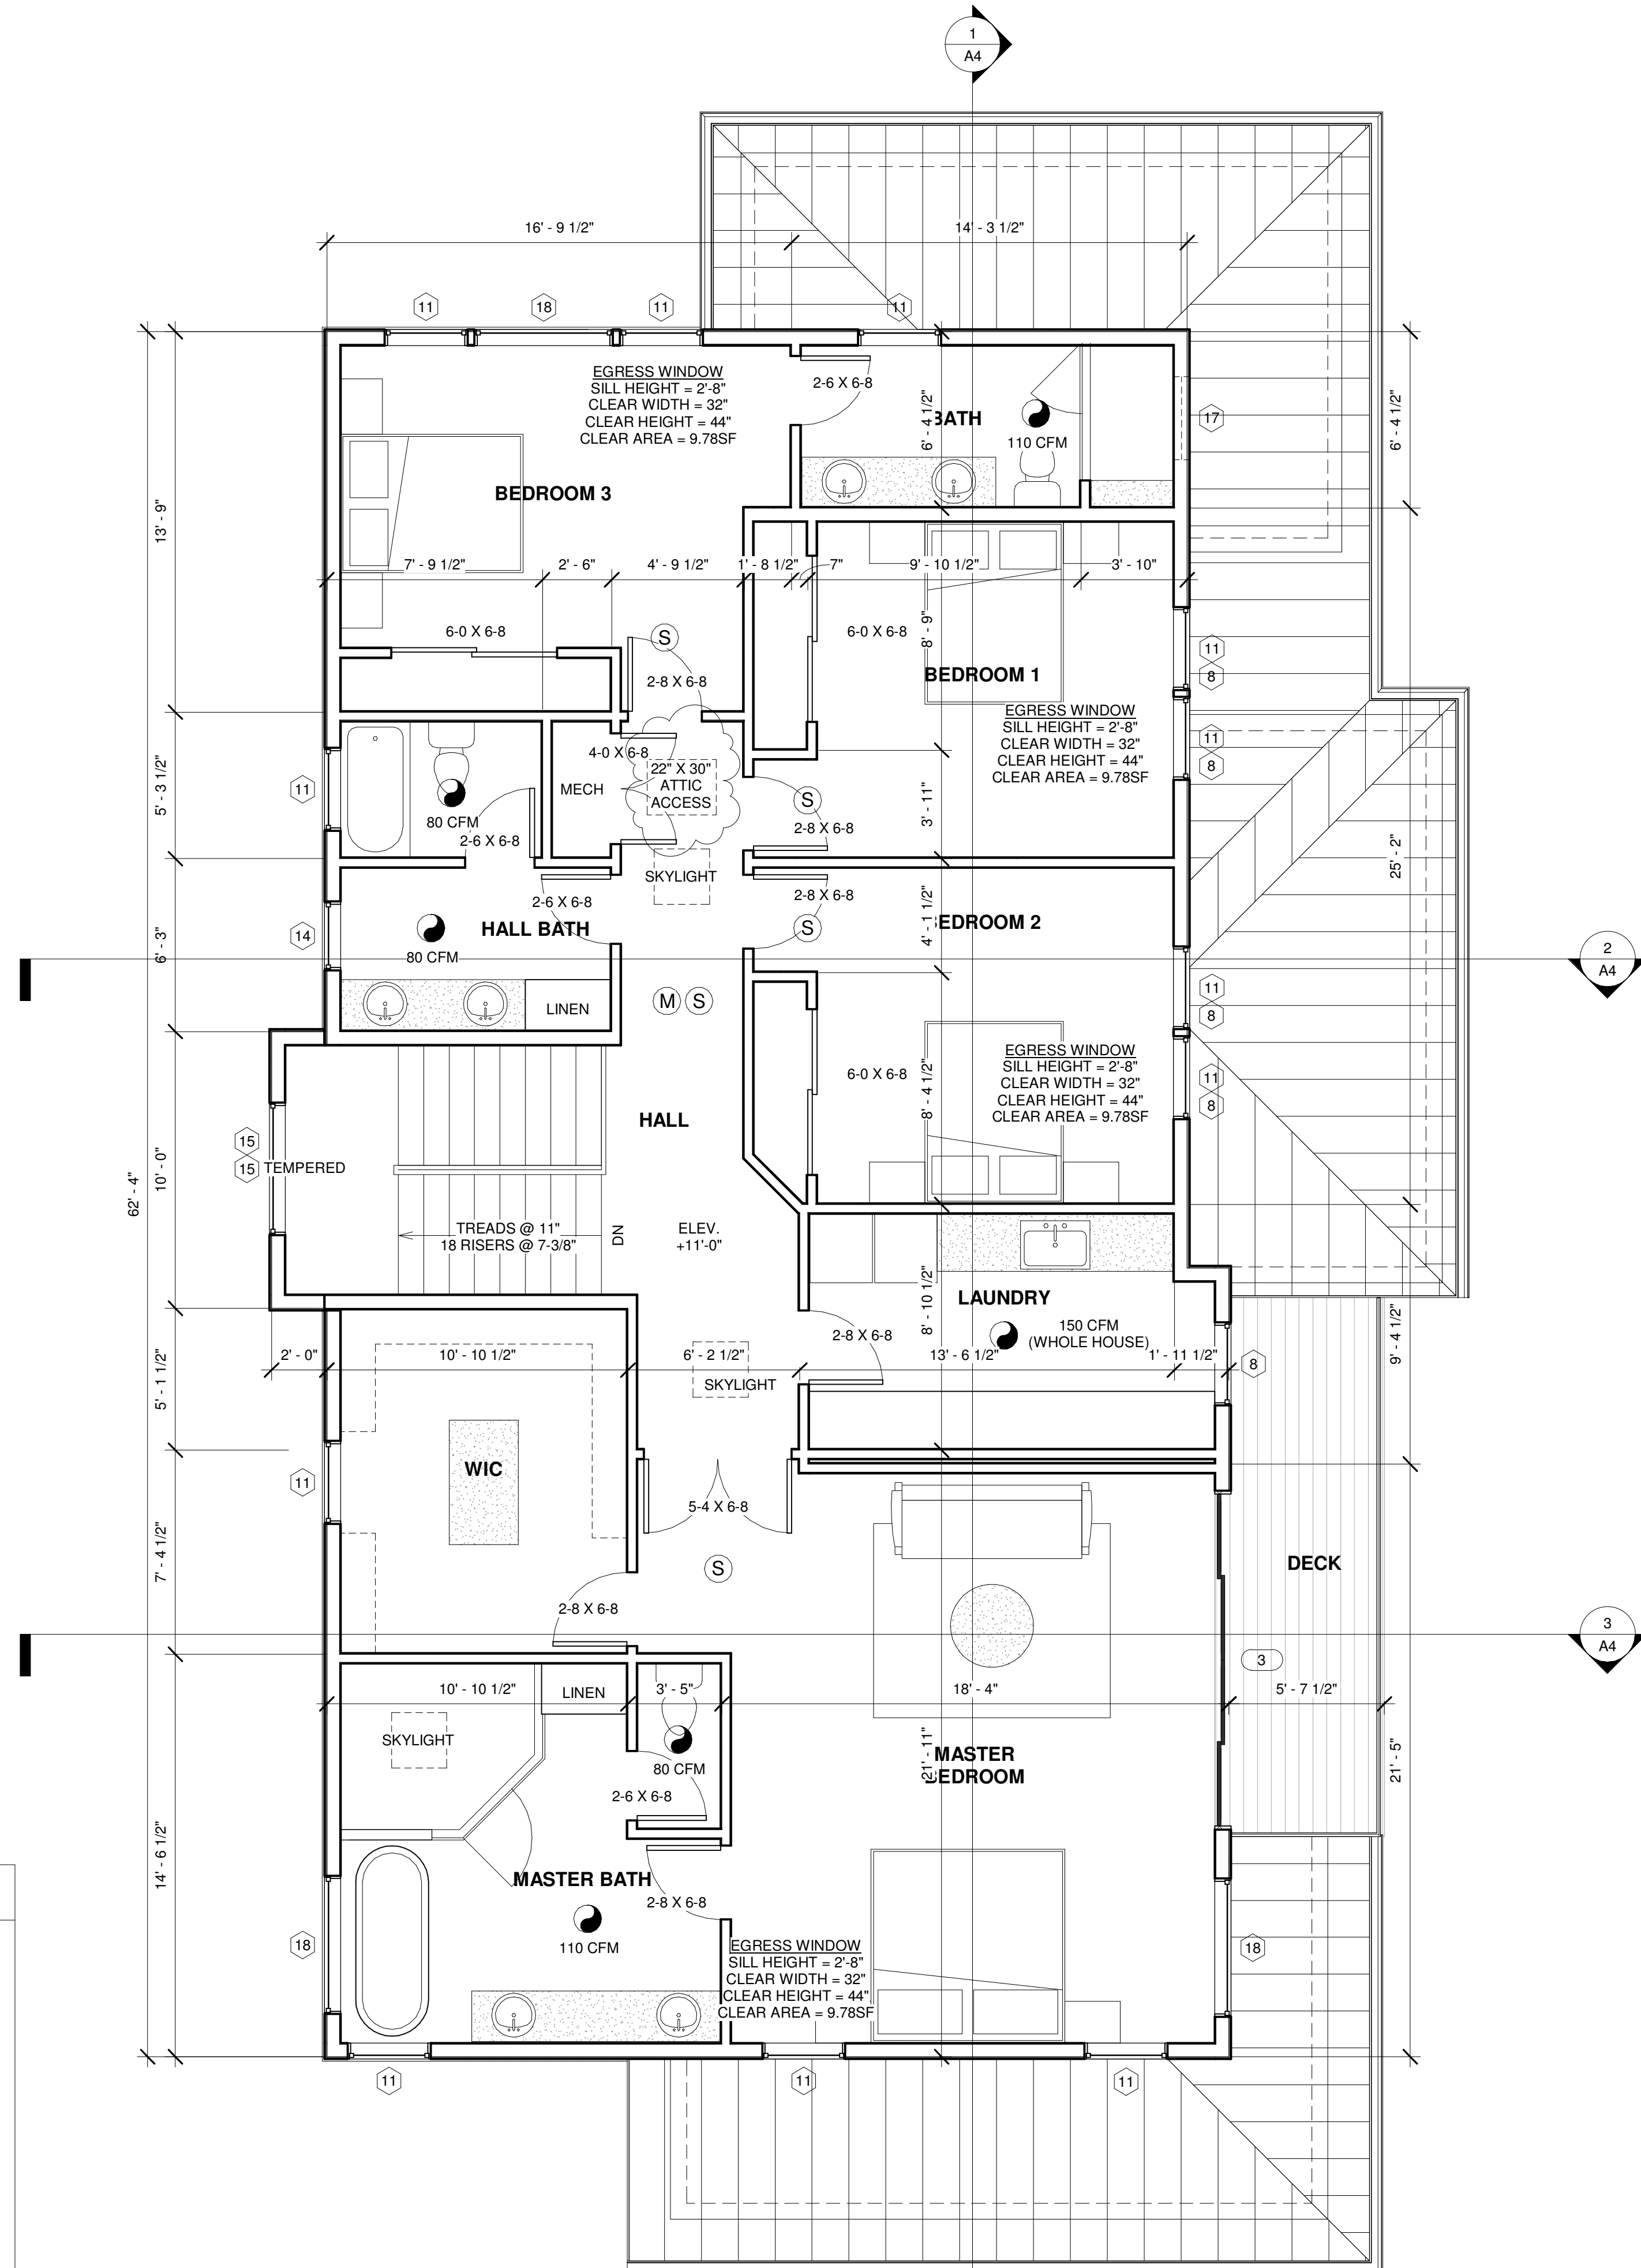 1
A4
16' - 9 1/2"
14' - 3 1/2"
11
18
11
11
EGRESS WINDOW
SILL HEIGHT = 2'-8"
CLEAR WIDTH = 32"
CLEAR HEIGHT = 44"
CLEAR AREA = 9.78SF
2-6 X 6-8
6' - 4 1/2"
BATH
110 CFM
17
6' - 4 1/2"
BEDROOM 3
13' - 9"
7' - 9 1/2"
2' - 6"
4' - 9 1/2"
1' - 8 1/2"
7"
9' - 10 1/2"
3' - 10"
6-0 X 6-8
S
2-8 X 6-8
6-0 X 6-8
8' - 9"
BEDROOM 1
11
8
EGRESS WINDOW
SILL HEIGHT = 2'-8"
CLEAR WIDTH = 32"
CLEAR HEIGHT = 44"
CLEAR AREA = 9.78SF
11
8
4-0 X 6-8
MECH
22" X 30"
ATTIC
ACCESS
11
5' - 3 1/2"
80 CFM
2-6 X 6-8
S
2-8 X 6-8
3' - 11"
25' - 2"
SKYLIGHT
2-6 X 6-8
2-8 X 6-8
S
4' - 1 1/2"
BEDROOM 2
14
6' - 3"
HALL BATH
80 CFM
LINEN
M
S
2
A4
11
8
EGRESS WINDOW
SILL HEIGHT = 2'-8"
CLEAR WIDTH = 32"
CLEAR HEIGHT = 44"
CLEAR AREA = 9.78SF
6-0 X 6-8
8' - 4 1/2"
11
8
HALL
15
15
TEMPERED
10' - 0"
62' - 4"
TREADS @ 11"
18 RISERS @ 7-3/8"
DN
ELEV.
+11'-0"
LAUNDRY
8' - 10 1/2"
150 CFM
(WHOLE HOUSE)
2-8 X 6-8
9' - 4 1/2"
2' - 0"
10' - 10 1/2"
6' - 2 1/2"
13' - 6 1/2"
1' - 11 1/2"
8
5' - 1 1/2"
SKYLIGHT
WIC
11
5-4 X 6-8
7' - 4 1/2"
S
DECK
2-8 X 6-8
3
A4
3
10' - 10 1/2"
LINEN
3' - 5"
18' - 4"
5' - 7 1/2"
SKYLIGHT
80 CFM
2-6 X 6-8
21' - 11"
MASTER
BEDROOM
21' - 5"
14' - 6 1/2"
MASTER BATH
2-8 X 6-8
110 CFM
18
EGRESS WINDOW
SILL HEIGHT = 2'-8"
CLEAR WIDTH = 32"
CLEAR HEIGHT = 44"
CLEAR AREA = 9.78SF
18
11
11
11